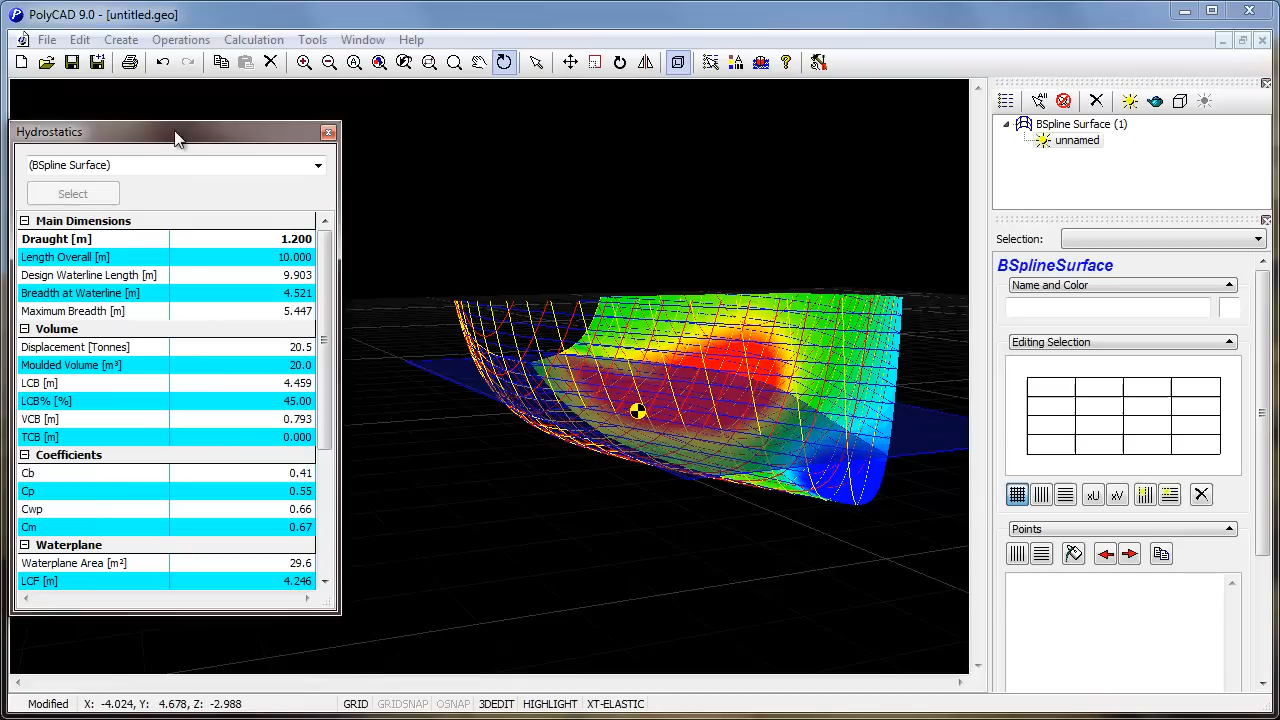 PolyCAD 9.0 - [untitled.geo]
File Edit Create Operations Calculation Tools Window Help
Hydrostatics
(BSpline Surface)
Select
Main Dimensions
Draught [m] 1.200
Length Overall [m] 10.000
Design Waterline Length [m] 9.903
Breadth at Waterline [m] 4.521
Maximum Breadth [m] 5.447
Volume
Displacement [Tonnes] 20.5
Moulded Volume [m³] 20.0
LCB [m] 4.459
LCB% [%] 45.00
VCB [m] 0.793
TCB [m] 0.000
Coefficients
Cb 0.41
Cp 0.55
Cwp 0.66
Cm 0.67
Waterplane
Waterplane Area [m²] 29.6
LCF [m] 4.246
All
BSpline Surface (1)
unnamed
Selection:
BSplineSurface
Name and Color
Editing Selection
xU xV
Points
Modified X: -4.024, Y: 4.678, Z: -2.988 GRID GRIDSNAP OSNAP 3DEDIT HIGHLIGHT XT-ELASTIC